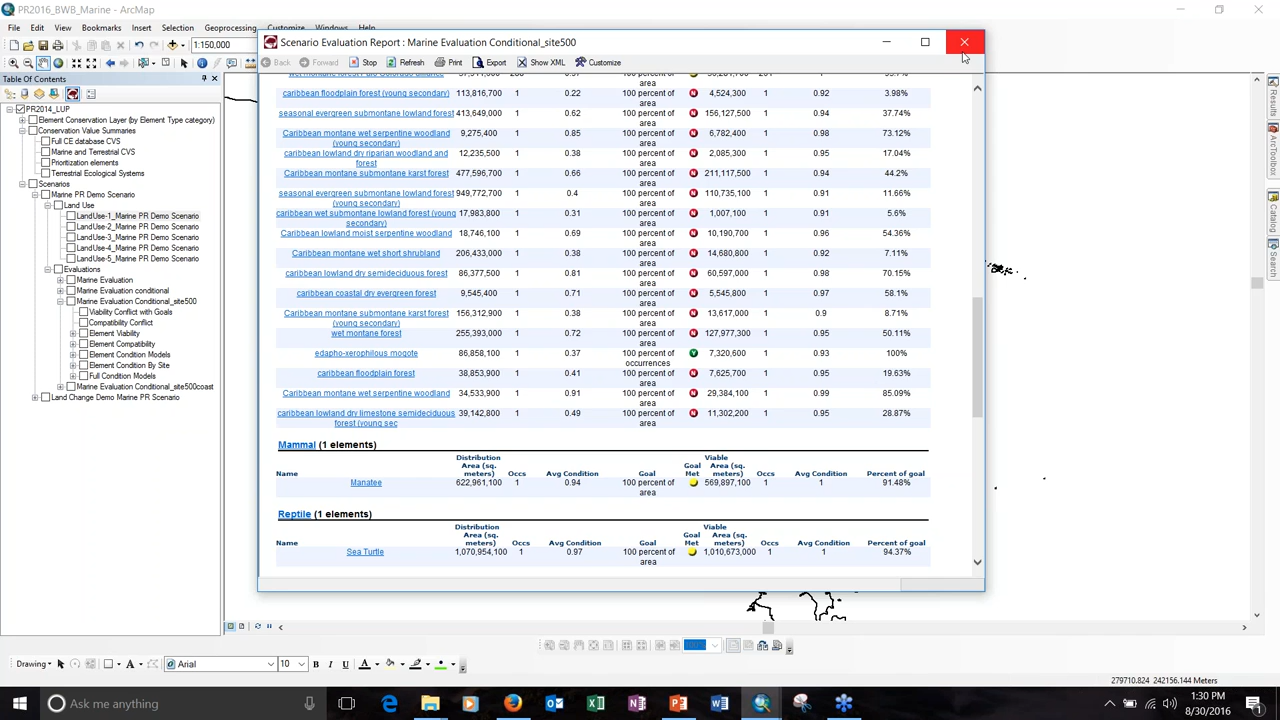 PR2016_BWB_Marine - ArcMap
File Edit View Bookmarks Insert Selection Geoprocessing
1:50,000
Table Of Contents
PR2014_LUP
Element Conservation Layer (by Element Type category)
Conservation Value Summaries
Full CE database CVS
Marine and Terrestrial CVS
Prioritization elements
Terrestrial Ecological Systems
Scenarios
Marine PR Demo Scenario
Land Use
LandUse-1_Marine PR Demo Scenario
LandUse-2_Marine PR Demo Scenario
LandUse-3_Marine PR Demo Scenario
LandUse-4_Marine PR Demo Scenario
LandUse-5_Marine PR Demo Scenario
Evaluations
Marine Evaluation
Marine Evaluation conditional
Marine Evaluation Conditional_site500
Viability Conflict with Goals
Compatibility Conflict
Element Viability
Element Compatibility
Element Condition Models
Element Condition By Site
Full Condition Models
Marine Evaluation Conditional_site500coast
Land Change Demo Marine PR Scenario
Scenario Evaluation Report : Marine Evaluation Conditional_site500
Back Forward Stop Refresh Print Export Show XML Customize
area
caribbean floodplain forest (young secondary) 113,816,700 1 0.22 100 percent of area N 4,524,300 1 0.92 3.98%
seasonal evergreen submontane lowland forest 413,649,000 1 0.62 100 percent of area N 156,127,500 1 0.94 37.74%
Caribbean montane wet serpentine woodland (young secondary) 9,275,400 1 0.85 100 percent of area N 6,782,400 1 0.98 73.12%
caribbean lowland dry riparian woodland and forest 12,235,500 1 0.38 100 percent of area N 2,085,300 1 0.95 17.04%
Caribbean montane submontane karst forest 477,596,700 1 0.66 100 percent of area N 211,117,500 1 0.94 44.2%
seasonal evergreen submontane lowland forest (young secondary) 949,772,700 1 0.4 100 percent of area N 110,735,100 1 0.91 11.66%
caribbean wet submontane lowland forest (young secondary) 17,983,800 1 0.31 100 percent of area N 1,007,100 1 0.91 5.6%
Caribbean lowland moist serpentine woodland 18,746,100 1 0.69 100 percent of area N 10,190,700 1 0.96 54.36%
Caribbean montane wet short shrubland 206,433,000 1 0.38 100 percent of area N 14,680,800 1 0.92 7.11%
caribbean lowland dry semideciduous forest 86,377,500 1 0.81 100 percent of area N 60,597,000 1 0.98 70.15%
caribbean coastal dry evergreen forest 9,545,400 1 0.71 100 percent of area N 5,545,800 1 0.97 58.1%
Caribbean montane submontane karst forest (young secondary) 156,312,900 1 0.38 100 percent of area N 13,617,000 1 0.9 8.71%
wet montane forest 255,393,000 1 0.72 100 percent of area N 127,977,300 1 0.95 50.11%
edapho-xerophilous mogote 86,858,100 1 0.37 100 percent of occurrences Y 7,320,600 1 0.93 100%
caribbean floodplain forest 38,853,900 1 0.41 100 percent of area N 7,625,700 1 0.95 19.63%
Caribbean montane wet serpentine woodland 34,533,900 1 0.91 100 percent of area N 29,384,100 1 0.99 85.09%
caribbean lowland dry limestone semideciduous forest (young sec 39,142,800 1 0.49 100 percent of area N 11,302,200 1 0.95 28.87%
Mammal (1 elements)
Name Distribution Area (sq. meters) Occs Avg Condition Goal Goal Met Viable Area (sq. meters) Occs Avg Condition Percent of goal
Manatee 622,961,100 1 0.94 100 percent of area 569,897,100 1 1 91.48%
Reptile (1 elements)
Name Distribution Area (sq. meters) Occs Avg Condition Goal Goal Met Viable Area (sq. meters) Occs Avg Condition Percent of goal
Sea Turtle 1,070,954,100 1 0.97 100 percent of area 1,010,673,000 1 1 94.37%
Results
ArcToolbox
Catalog
Search
Drawing Arial 10 B I U A
279710.824 242156.144 Meters
Ask me anything
1:30 PM
8/30/2016